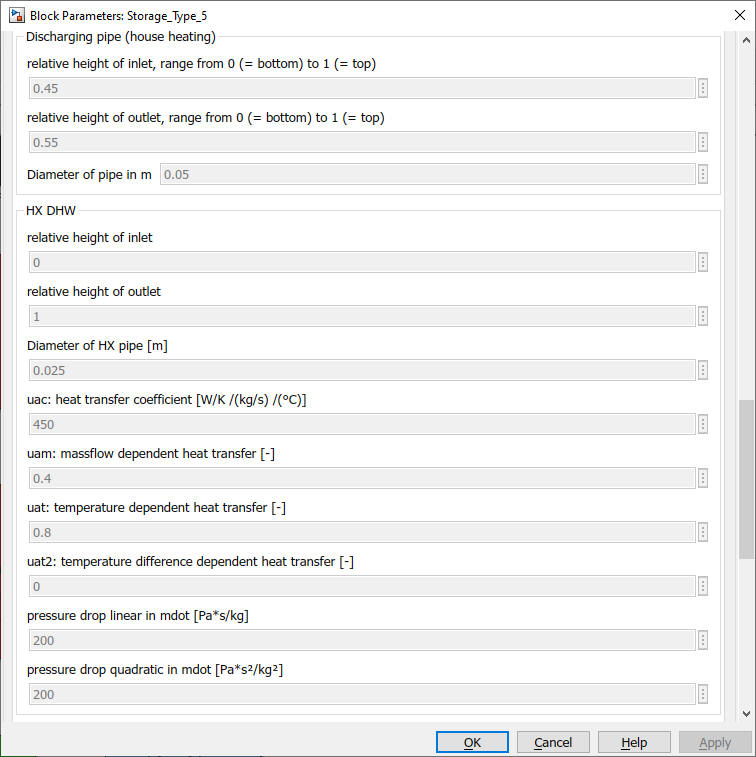 Block Parameters: Storage_Type_5
Discharging pipe (house heating)
relative height of inlet, range from 0 (= bottom) to 1 (= top)
0.45
relative height of outlet, range from 0 (= bottom) to 1 (= top)
0.55
Diameter of pipe in m 0.05
HX DHW
relative height of inlet
0
relative height of outlet
1
Diameter of HX pipe [m]
0.025
uac: heat transfer coefficient [W/K /(kg/s) /(°C)]
450
uam: massflow dependent heat transfer [-]
0.4
uat: temperature dependent heat transfer [-]
0.8
uat2: temperature difference dependent heat transfer [-]
0
pressure drop linear in mdot [Pa*s/kg]
200
pressure drop quadratic in mdot [Pa*s²/kg²]
200
OK Cancel Help Apply